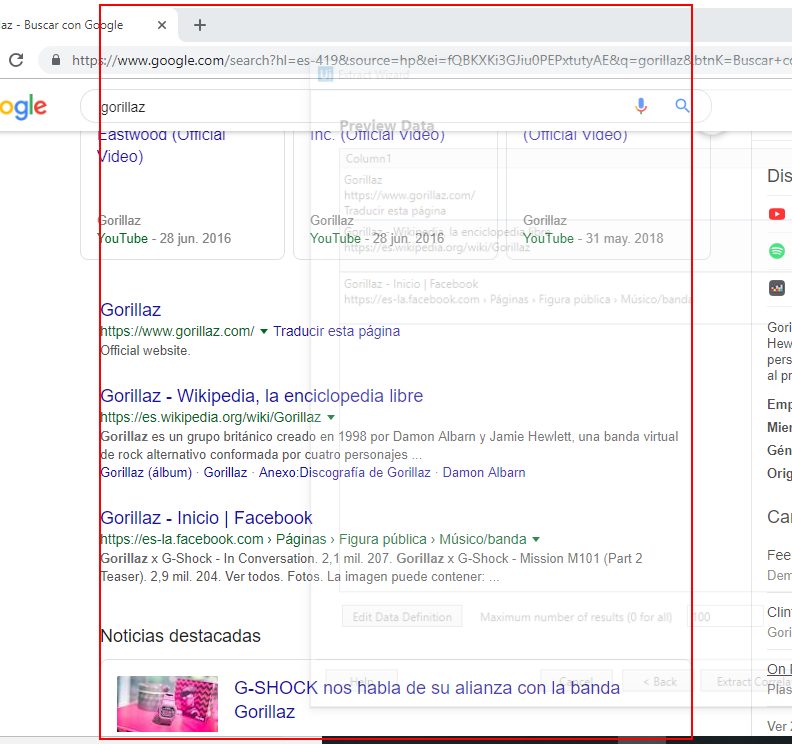 az - Buscar con Google
https://www.google.com/search?hl=es-419&source=hp&ei=fQBKXKi3GJiu0PEPxtutyAE&q=gorillaz&btnK=Buscar+co
Ui Extract Wizard
ogle
gorillaz
Preview Data
Eastwood (Official
Video)
Inc. (Official Video)
(Official
Video)
Column1
Gorillaz
https://www.gorillaz.com/
Traducir esta página
Gorillaz - Wikipedia, la enciclopedia libre
https://es.wikipedia.org/wiki/Gorillaz
Gorillaz - Inicio | Facebook
https://es-la.facebook.com › Páginas › Figura pública › Músico/banda
Gorillaz
YouTube - 28 jun. 2016
Gorillaz
YouTube - 28 jun. 2016
Gorillaz
YouTube - 31 may. 2018
Gorillaz
https://www.gorillaz.com/ Traducir esta página
Official website.
Gorillaz - Wikipedia, la enciclopedia libre
https://es.wikipedia.org/wiki/Gorillaz
Gorillaz es un grupo británico creado en 1998 por Damon Albarn y Jamie Hewlett, una banda virtual
de rock alternativo conformada por cuatro personajes ...
Gorillaz (álbum) · Gorillaz · Anexo:Discografía de Gorillaz · Damon Albarn
Gorillaz - Inicio | Facebook
https://es-la.facebook.com › Páginas › Figura pública › Músico/banda
Gorillaz x G-Shock - In Conversation. 2,1 mil. 207. Gorillaz x G-Shock - Mission M101 (Part 2
Teaser). 2,9 mil. 204. Ver todos. Fotos. La imagen puede contener: ...
Edit Data Definition
Maximum number of results (0 for all)
100
Noticias destacadas
Help
Cancel
< Back
Extract Correla
G-SHOCK nos habla de su alianza con la banda
Gorillaz
Dis
Gori
Hew
pers
al pr
Emp
Mier
Gén
Orig
Can
Fee
Dem
Clin
Gori
On M
Plas
Ver 2